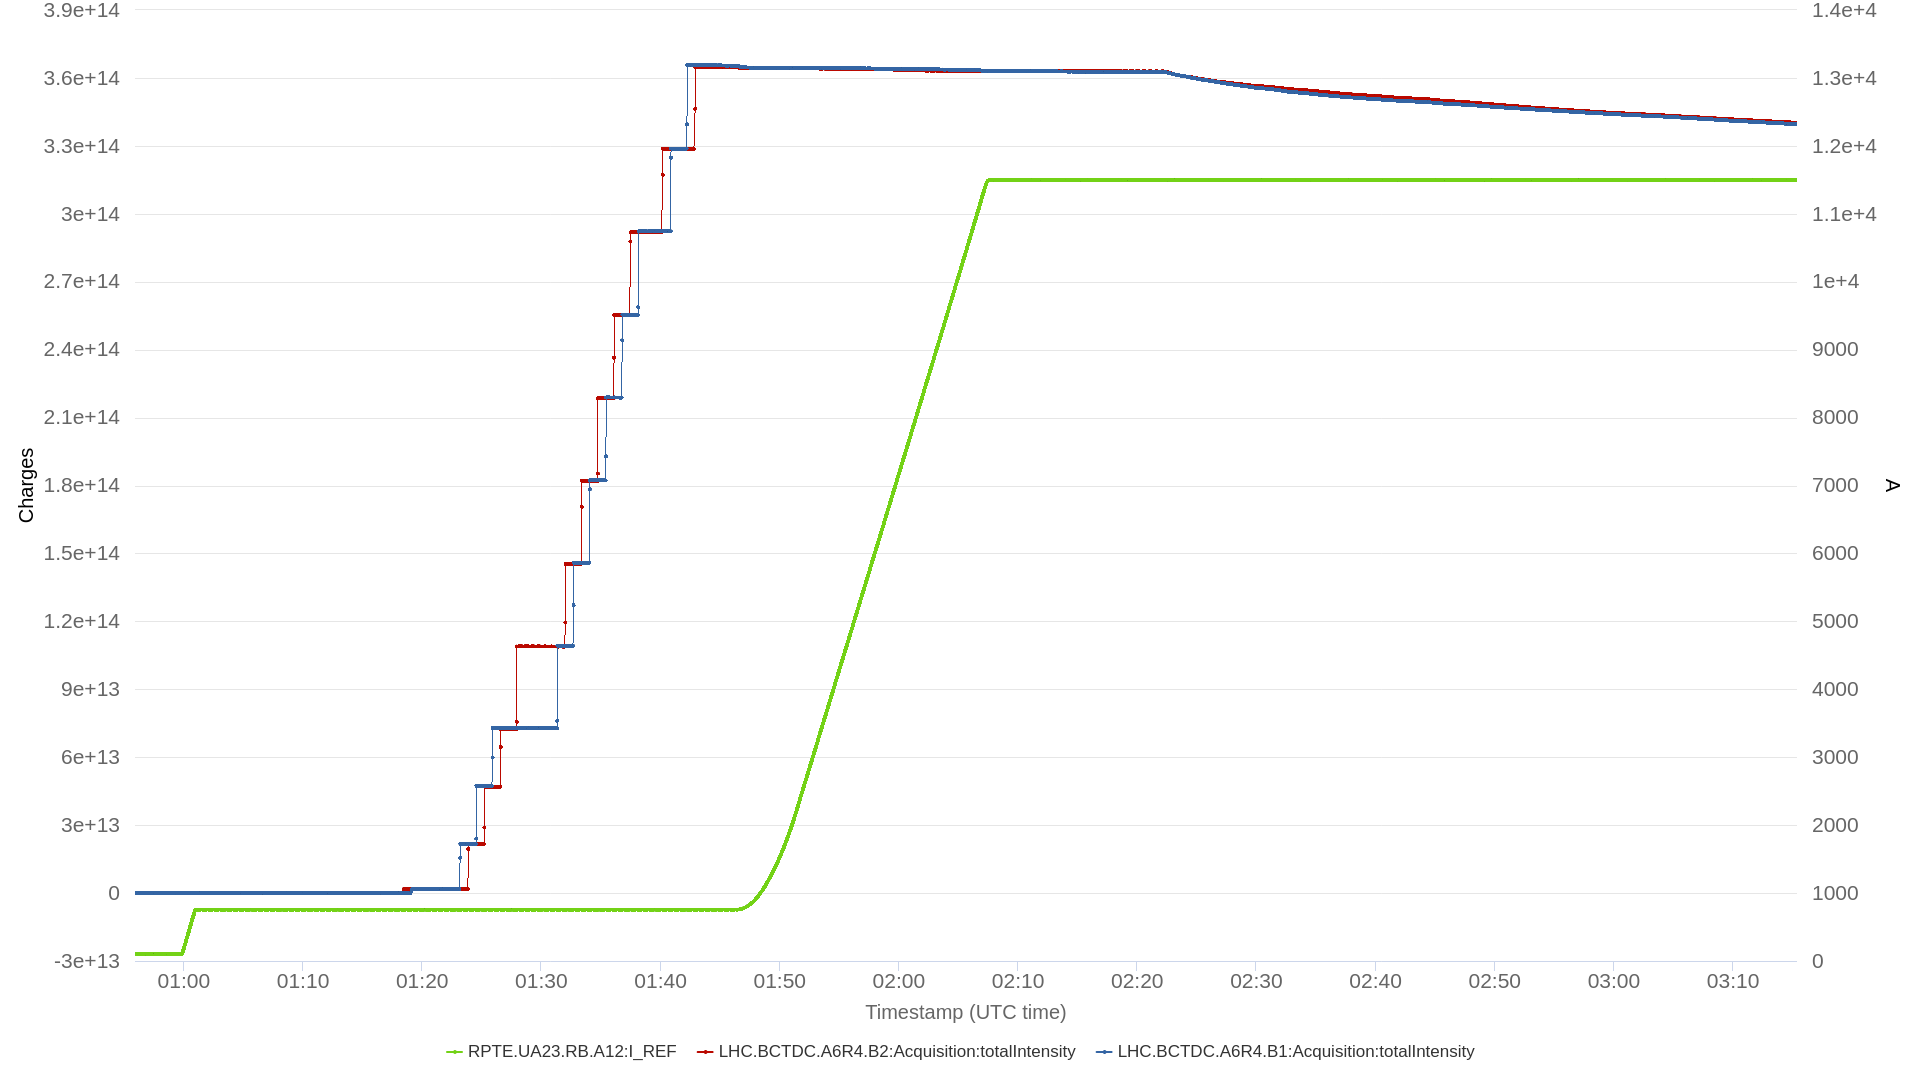 3.9e+14
3.6e+14
3.3e+14
3e+14
2.7e+14
2.4e+14
2.1e+14
1.8e+14
1.5e+14
1.2e+14
9e+13
6e+13
3e+13
0
-3e+13
Charges
1.4e+4
1.3e+4
1.2e+4
1.1e+4
1e+4
9000
8000
7000
6000
5000
4000
3000
2000
1000
0
A
01:00 01:10 01:20 01:30 01:40 01:50 02:00 02:10 02:20 02:30 02:40 02:50 03:00 03:10
Timestamp (UTC time)
RPTE.UA23.RB.A12:I_REF LHC.BCTDC.A6R4.B2:Acquisition:totalIntensity LHC.BCTDC.A6R4.B1:Acquisition:totalIntensity